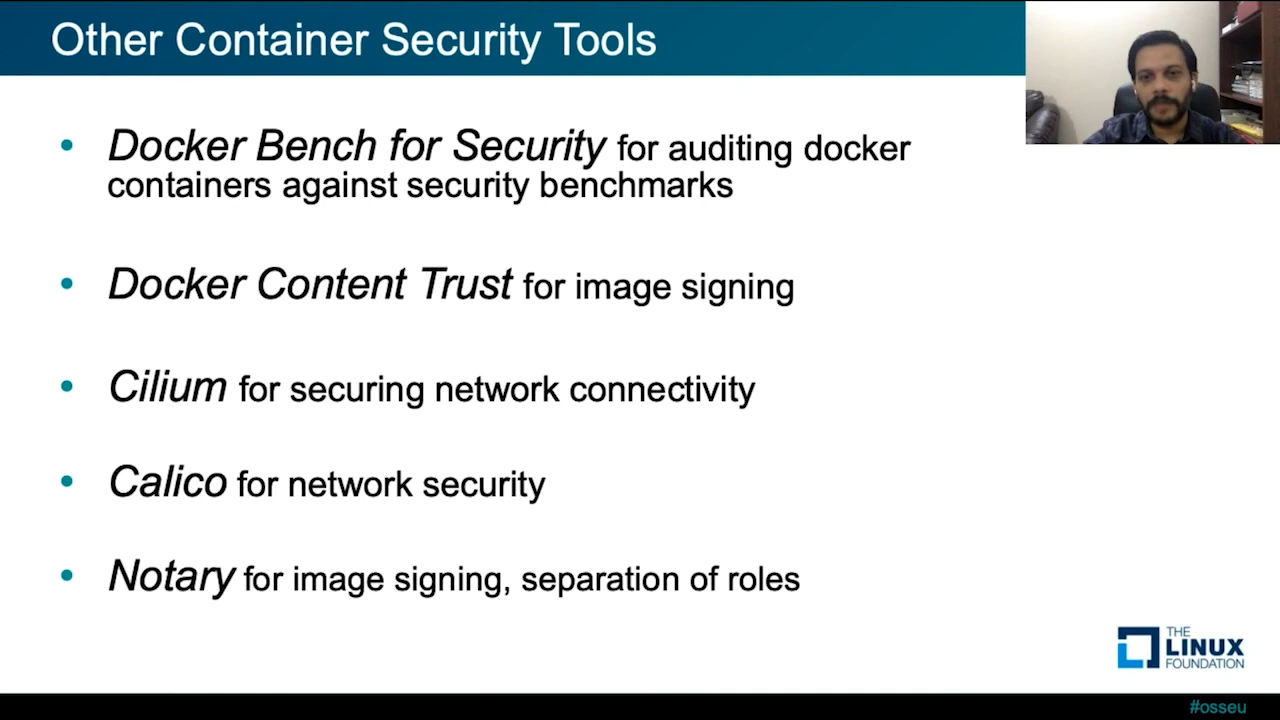 Other Container Security Tools
• Docker Bench for Security for auditing docker
containers against security benchmarks
• Docker Content Trust for image signing
• Cilium for securing network connectivity
• Calico for network security
• Notary for image signing, separation of roles
THE
LINUX
FOUNDATION
#osseu